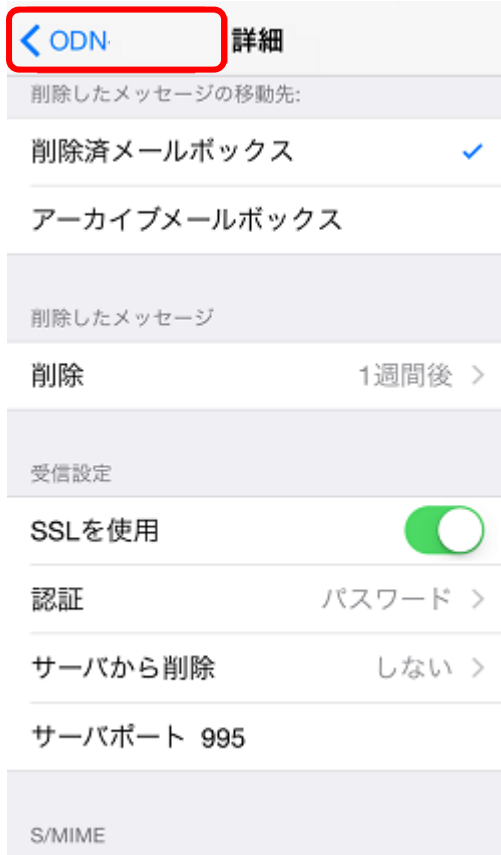 ODN 詳細
削除したメッセージの移動先:
削除済メールボックス
アーカイブメールボックス
削除したメッセージ
削除 1週間後
受信設定
SSLを使用
認証 パスワード
サーバから削除 しない
サーバポート 995
S/MIME